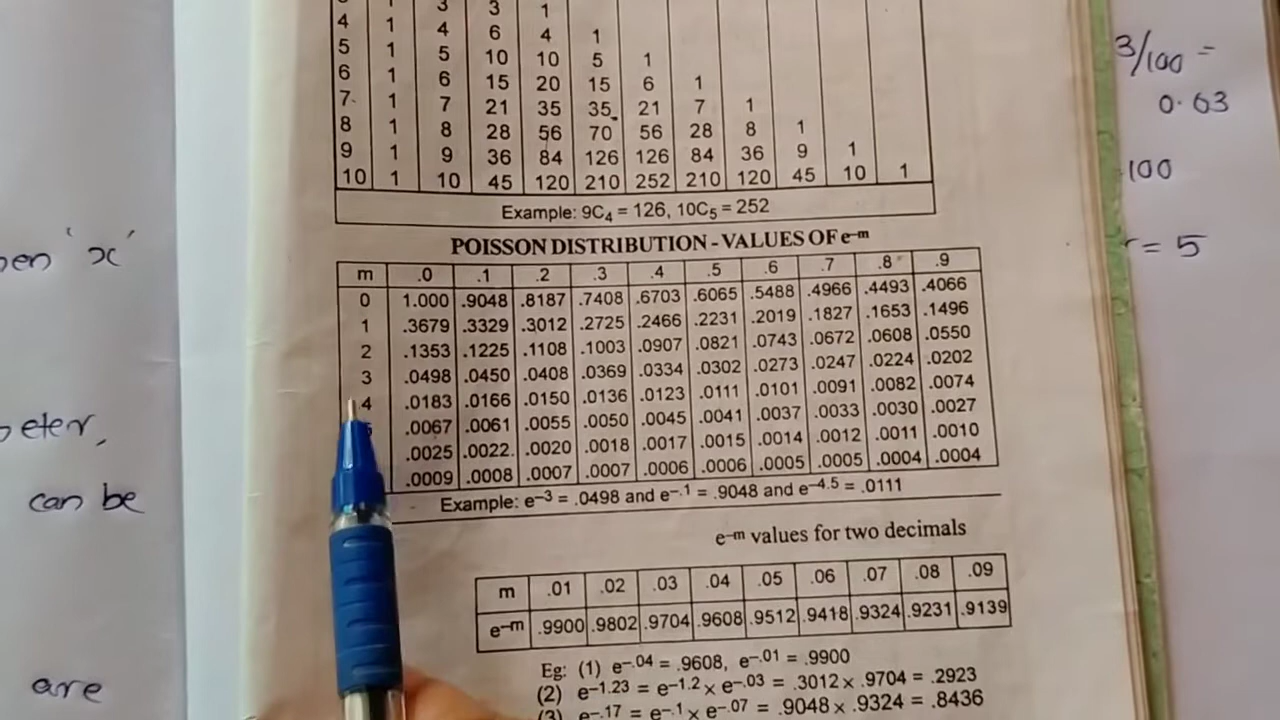 3 1
4 1 4 6 4 1
5 1 5 10 10 5 1
6 1 6 15 20 15 6 1
7 1 7 21 35 35 21 7 1
8 1 8 28 56 70 56 28 8 1
9 1 9 36 84 126 126 84 36 9 1
10 1 10 45 120 210 252 210 120 45 10 1
Example: 9C₄ = 126, 10C₅ = 252
POISSON DISTRIBUTION - VALUES OF e⁻ᵐ
m .0 .1 .2 .3 .4 .5 .6 .7 .8 .9
0 1.000 .9048 .8187 .7408 .6703 .6065 .5488 .4966 .4493 .4066
1 .3679 .3329 .3012 .2725 .2466 .2231 .2019 .1827 .1653 .1496
2 .1353 .1225 .1108 .1003 .0907 .0821 .0743 .0672 .0608 .0550
3 .0498 .0450 .0408 .0369 .0334 .0302 .0273 .0247 .0224 .0202
4 .0183 .0166 .0150 .0136 .0123 .0111 .0101 .0091 .0082 .0074
.0067 .0061 .0055 .0050 .0045 .0041 .0037 .0033 .0030 .0027
.0025 .0022 .0020 .0018 .0017 .0015 .0014 .0012 .0011 .0010
.0009 .0008 .0007 .0007 .0006 .0006 .0005 .0005 .0004 .0004
Example: e⁻³ = .0498 and e⁻·¹ = .9048 and e⁻⁴·⁵ = .0111
e⁻ᵐ values for two decimals
m .01 .02 .03 .04 .05 .06 .07 .08 .09
e⁻ᵐ .9900 .9802 .9704 .9608 .9512 .9418 .9324 .9231 .9139
Eg: (1) e⁻·⁰⁴ = .9608, e⁻·⁰¹ = .9900
(2) e⁻¹·²³ = e⁻¹·² × e⁻·⁰³ = .3012 × .9704 = .2923
(3) e⁻·¹⁷ = e⁻·¹ × e⁻·⁰⁷ = .9048 × .9324 = .8436
'x'
can be
are
3/100 =
0.03
100
= 5